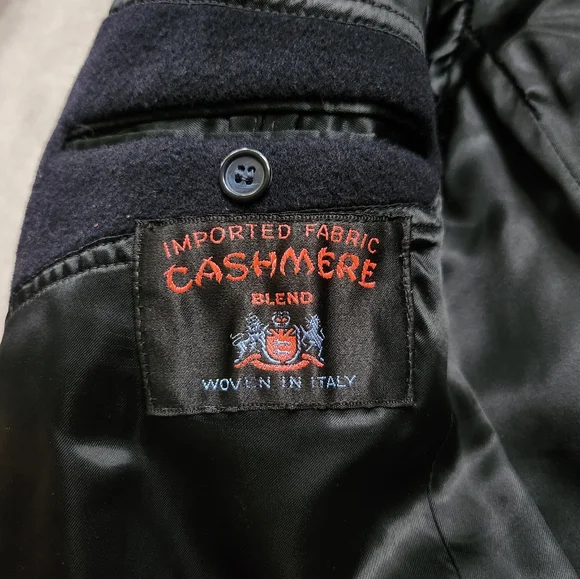 IMPORTED FABRIC
CASHMERE
BLEND
WOVEN IN ITALY